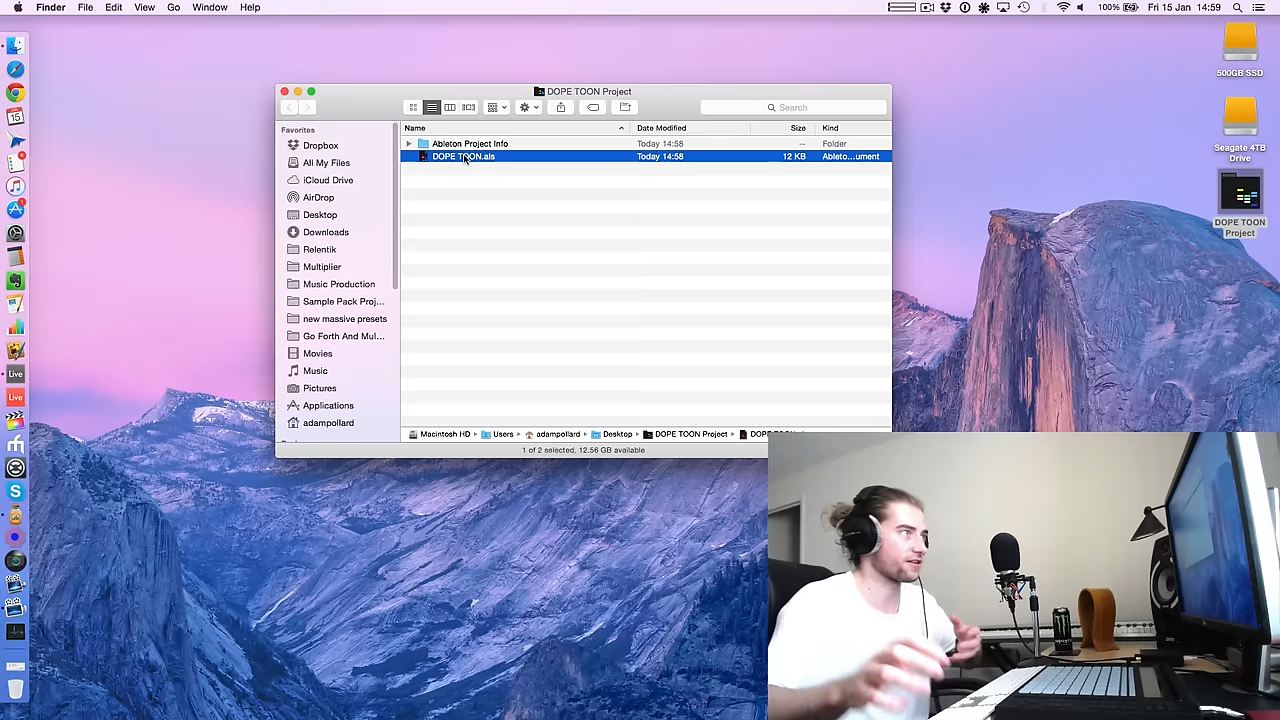 Finder File Edit View Go Window Help
100% Fri 15 Jan 14:59
DOPE TOON Project
Search
Favorites
Dropbox
All My Files
iCloud Drive
AirDrop
Desktop
Downloads
Relentik
Multiplier
Music Production
Sample Pack Proj...
new massive presets
Go Forth And Mul...
Movies
Music
Pictures
Applications
adampollard
Name Date Modified Size Kind
Ableton Project Info Today 14:58 -- Folder
DOPE TOON.als Today 14:58 12 KB Ableto...ument
Macintosh HD Users adampollard Desktop DOPE TOON Project
1 of 2 selected, 12.56 GB available
500GB SSD
Seagate 4TB
Drive
DOPE TOON
Project
15
Live
Live